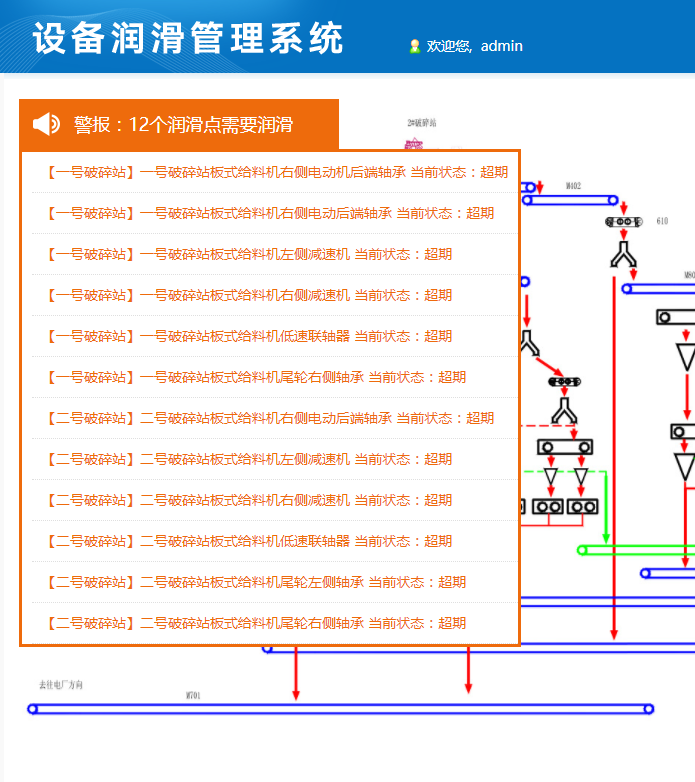 设备润滑管理系统
欢迎您, admin
警报：12个润滑点需要润滑
2#破碎站
【一号破碎站】一号破碎站板式给料机右侧电动机后端轴承 当前状态：超期
M402
【一号破碎站】一号破碎站板式给料机右侧电动后端轴承 当前状态：超期
610
【一号破碎站】一号破碎站板式给料机左侧减速机 当前状态：超期
【一号破碎站】一号破碎站板式给料机右侧减速机 当前状态：超期
【一号破碎站】一号破碎站板式给料机低速联轴器 当前状态：超期
【一号破碎站】一号破碎站板式给料机尾轮右侧轴承 当前状态：超期
【二号破碎站】二号破碎站板式给料机右侧电动后端轴承 当前状态：超期
【二号破碎站】二号破碎站板式给料机左侧减速机 当前状态：超期
【二号破碎站】二号破碎站板式给料机右侧减速机 当前状态：超期
【二号破碎站】二号破碎站板式给料机低速联轴器 当前状态：超期
【二号破碎站】二号破碎站板式给料机尾轮左侧轴承 当前状态：超期
【二号破碎站】二号破碎站板式给料机尾轮右侧轴承 当前状态：超期
去往电厂方向
M701